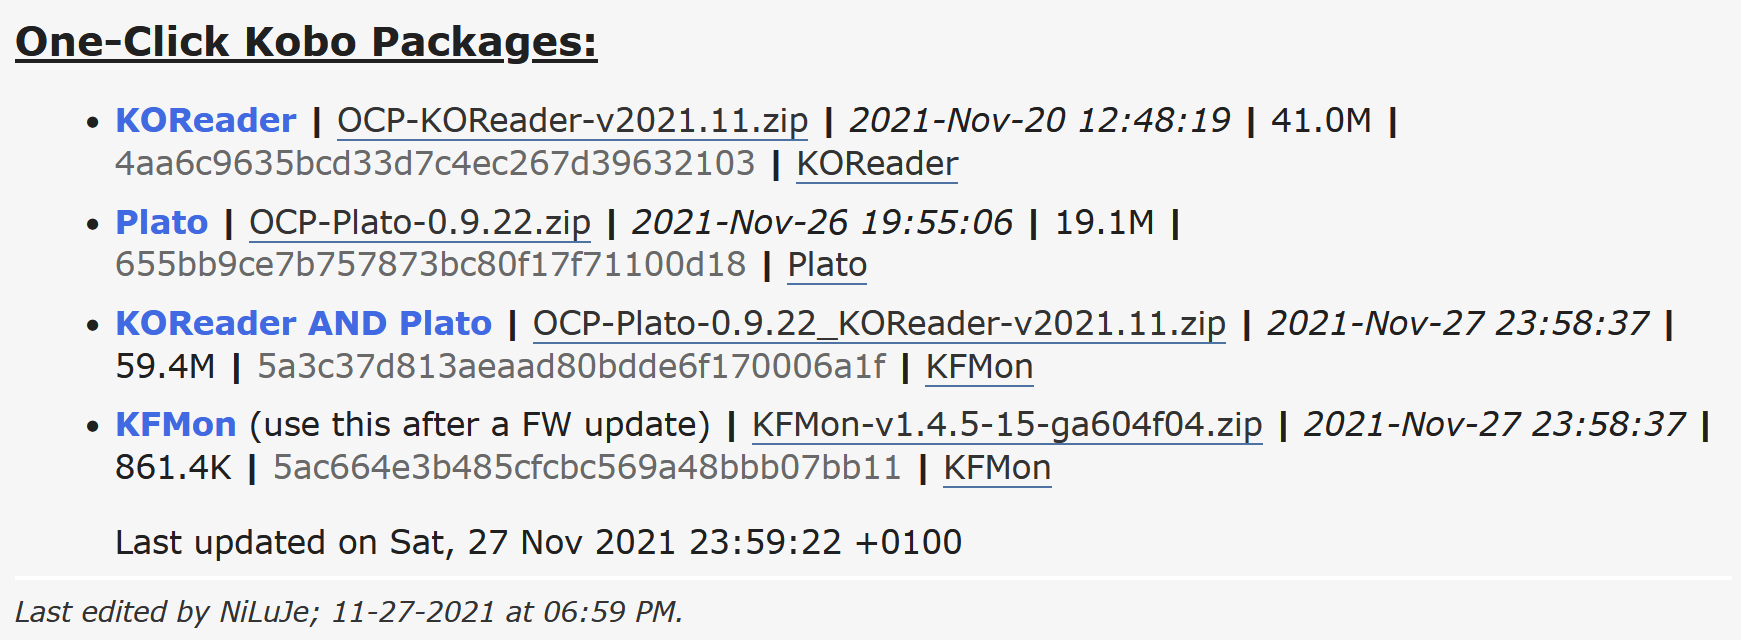 One-Click Kobo Packages:
• KOReader | OCP-KOReader-v2021.11.zip | 2021-Nov-20 12:48:19 | 41.0M |
4aa6c9635bcd33d7c4ec267d39632103 | KOReader
• Plato | OCP-Plato-0.9.22.zip | 2021-Nov-26 19:55:06 | 19.1M |
655bb9ce7b757873bc80f17f71100d18 | Plato
• KOReader AND Plato | OCP-Plato-0.9.22_KOReader-v2021.11.zip | 2021-Nov-27 23:58:37 |
59.4M | 5a3c37d813aeaad80bdde6f170006a1f | KFMon
• KFMon (use this after a FW update) | KFMon-v1.4.5-15-ga604f04.zip | 2021-Nov-27 23:58:37 |
861.4K | 5ac664e3b485cfcbc569a48bbb07bb11 | KFMon
Last updated on Sat, 27 Nov 2021 23:59:22 +0100
Last edited by NiLuJe; 11-27-2021 at 06:59 PM.